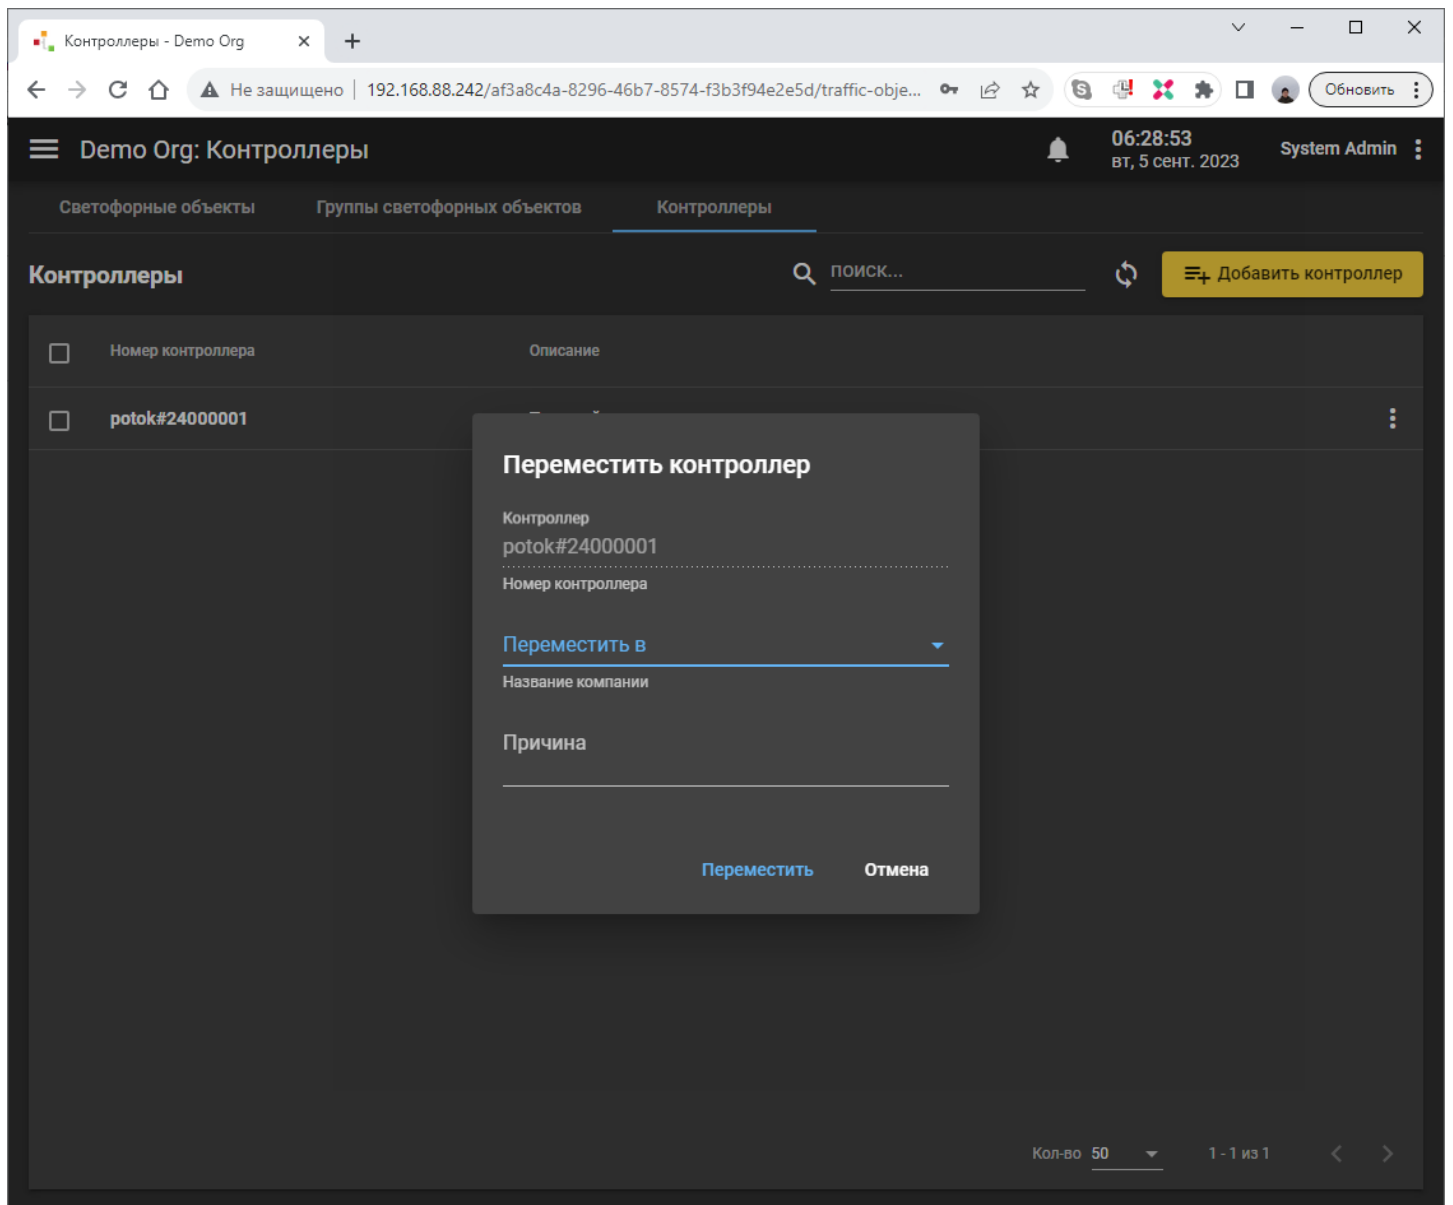 Контроллеры - Demo Org
Не защищено
192.168.88.242/af3a8c4a-8296-46b7-8574-f3b3f94e2e5d/traffic-obje...
Обновить
Demo Org: Контроллеры
06:28:53
вт, 5 сент. 2023
System Admin
Светофорные объекты
Группы светофорных объектов
Контроллеры
Контроллеры
поиск...
Добавить контроллер
Номер контроллера
Описание
potok#24000001
Переместить контроллер
Контроллер
potok#24000001
Номер контроллера
Переместить в
Название компании
Причина
Переместить
Отмена
Кол-во 50
1 - 1 из 1